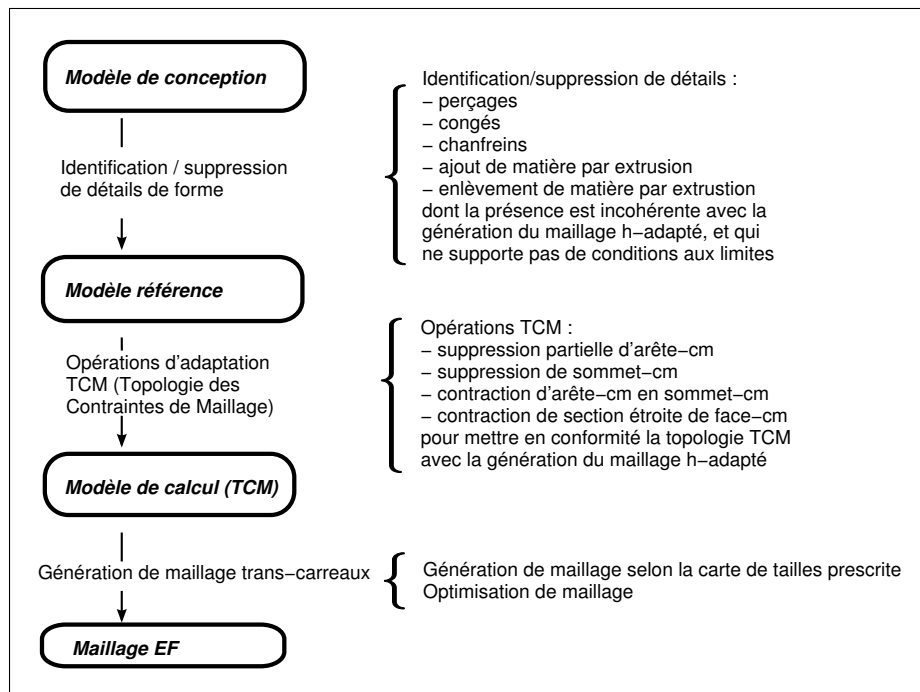 Modèle de conception
Identification / suppression
de détails de forme
Identification/suppression de détails :
– perçages
– congés
– chanfreins
– ajout de matière par extrusion
– enlèvement de matière par extrustion
dont la présence est incohérente avec la
génération du maillage h–adapté, et qui
ne supporte pas de conditions aux limites
Modèle référence
Opérations d'adaptation
TCM (Topologie des
Contraintes de Maillage)
Opérations TCM :
– suppression partielle d'arête–cm
– suppression de sommet–cm
– contraction d'arête–cm en sommet–cm
– contraction de section étroite de face–cm
pour mettre en conformité la topologie TCM
avec la génération du maillage h–adapté
Modèle de calcul (TCM)
Génération de maillage trans–carreaux
Génération de maillage selon la carte de tailles prescrite
Optimisation de maillage
Maillage EF